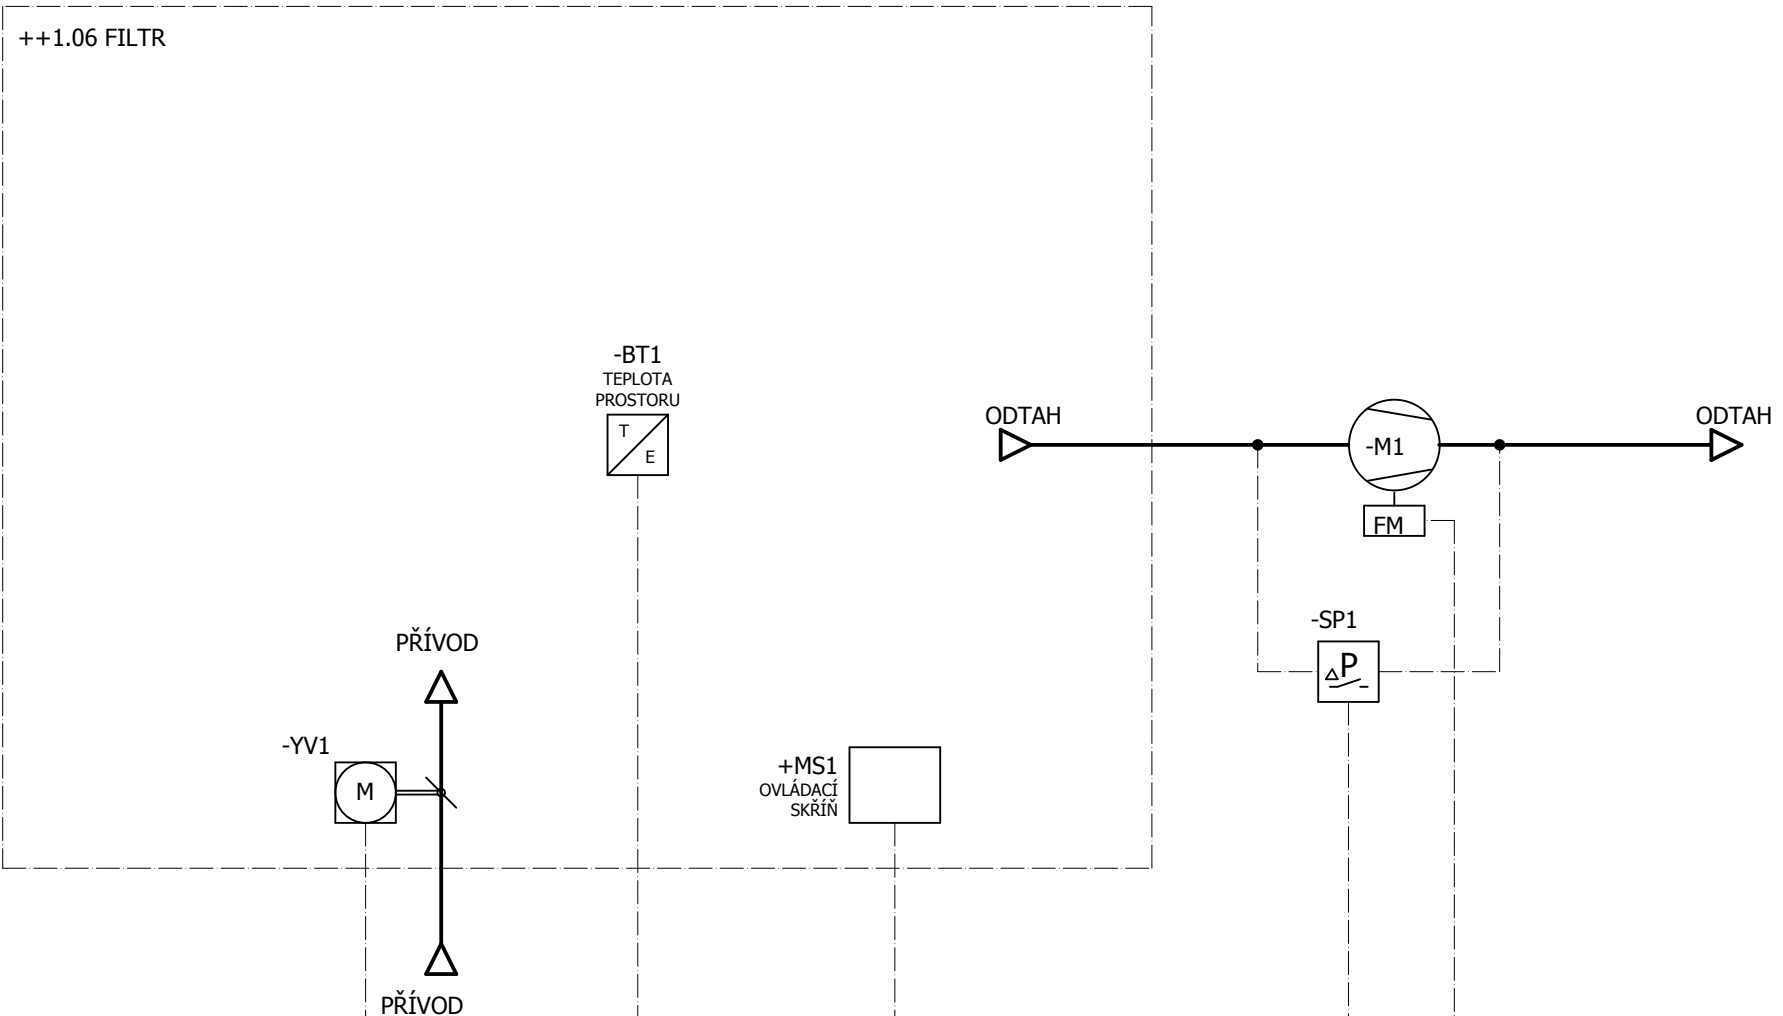 ++1.06 FILTR
-BT1
TEPLOTA
PROSTORU
T
E
ODTAH
-M1
FM
ODTAH
-SP1
△P
PŘÍVOD
-YV1
M
+MS1
OVLÁDACÍ
SKŘÍŇ
PŘÍVOD